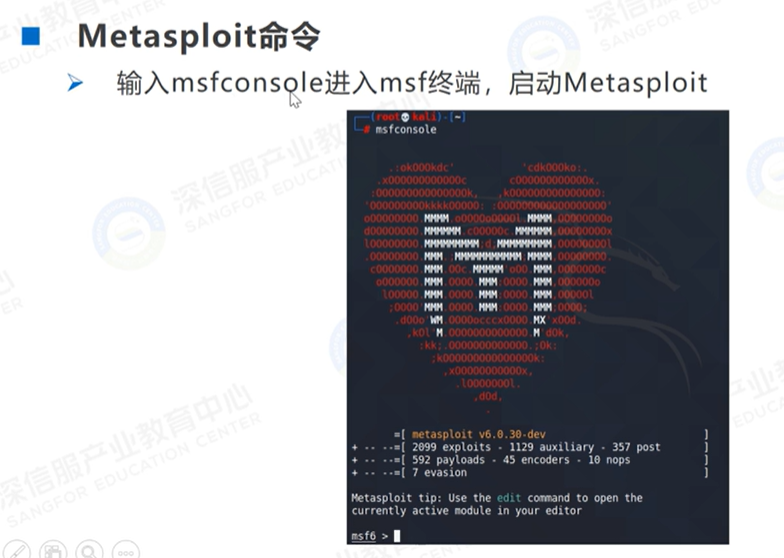 Metasploit命令
输入msfconsole进入msf终端，启动Metasploit
(root💀kali)-[~]
# msfconsole
=[ metasploit v6.0.30-dev ]
+ -- --=[ 2099 exploits - 1129 auxiliary - 357 post ]
+ -- --=[ 592 payloads - 45 encoders - 10 nops ]
+ -- --=[ 7 evasion ]
Metasploit tip: Use the edit command to open the
currently active module in your editor
msf6 >
深信服产业教育中心
SANGFOR EDUCATION CENTER